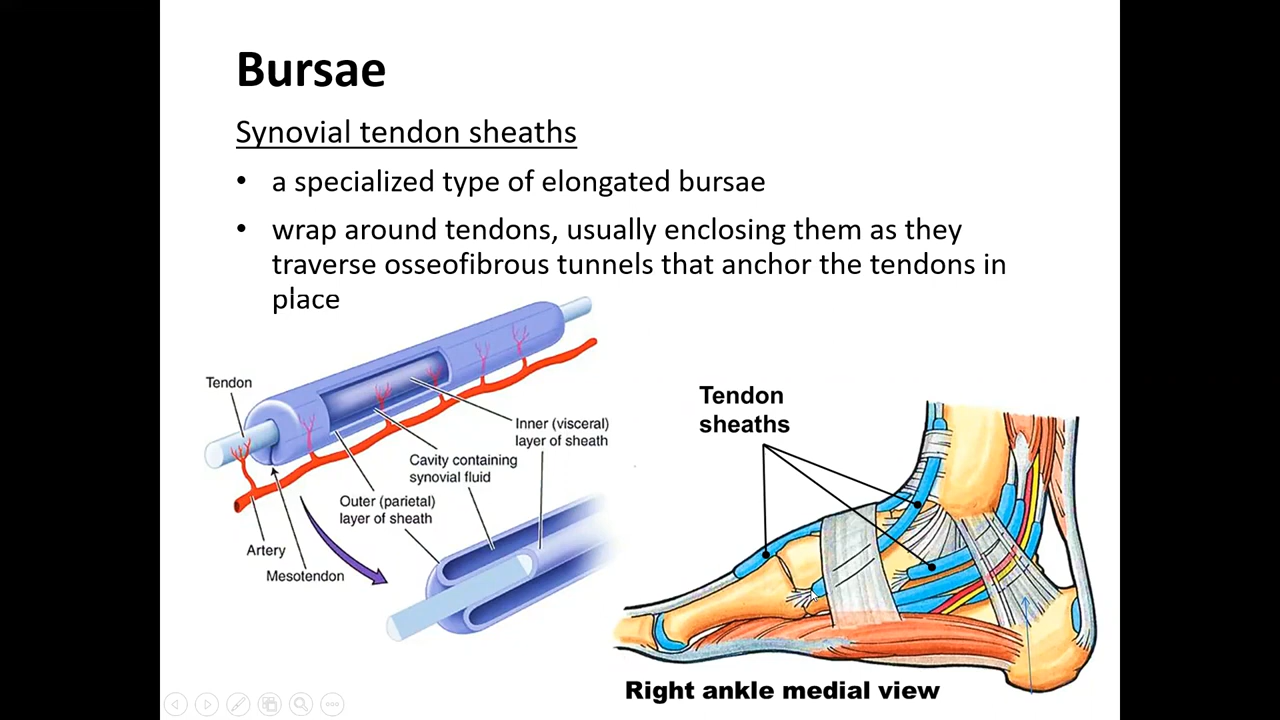 Bursae
Synovial tendon sheaths
• a specialized type of elongated bursae
• wrap around tendons, usually enclosing them as they
traverse osseofibrous tunnels that anchor the tendons in
place
Tendon
Inner (visceral)
layer of sheath
Cavity containing
synovial fluid
Outer (parietal)
layer of sheath
Artery
Mesotendon
Tendon
sheaths
Right ankle medial view